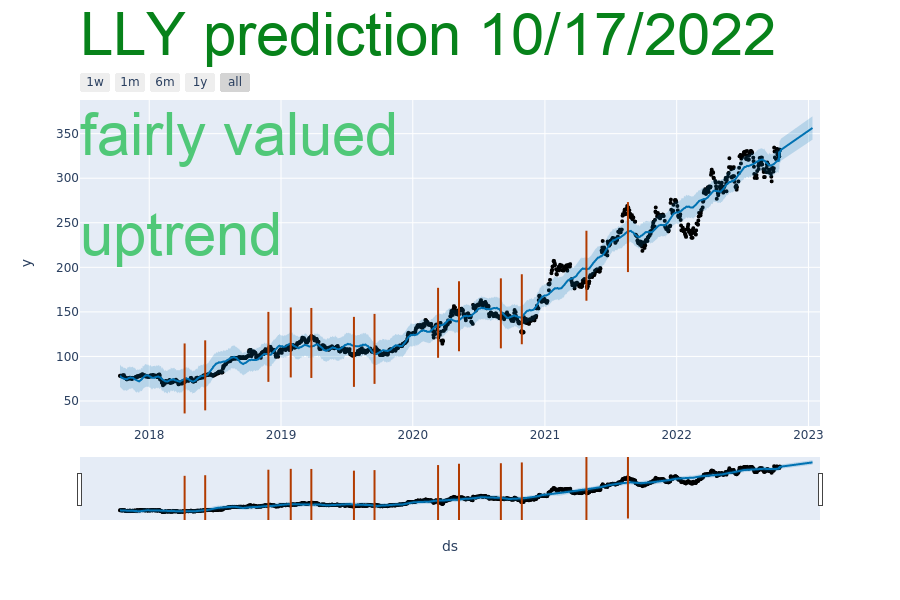 LLY prediction 10/17/2022
1w 1m 6m 1y all
fairly valued
uptrend
y
350
300
250
200
150
100
50
2018 2019 2020 2021 2022 2023
ds